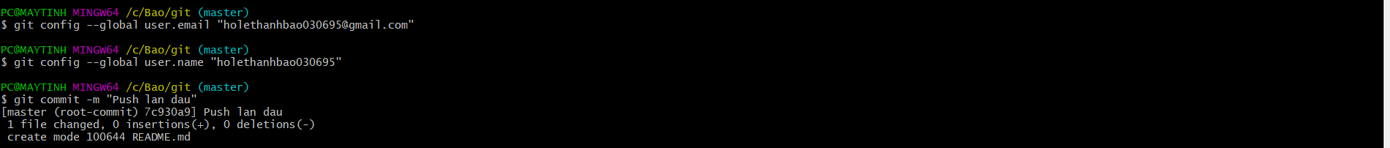 PC@MAYTINH MINGW64 /c/Bao/git (master)
$ git config --global user.email "holethanhbao030695@gmail.com"
PC@MAYTINH MINGW64 /c/Bao/git (master)
$ git config --global user.name "holethanhbao030695"
PC@MAYTINH MINGW64 /c/Bao/git (master)
$ git commit -m "Push lan dau"
[master (root-commit) 7c930a9] Push lan dau
 1 file changed, 0 insertions(+), 0 deletions(-)
 create mode 100644 README.md